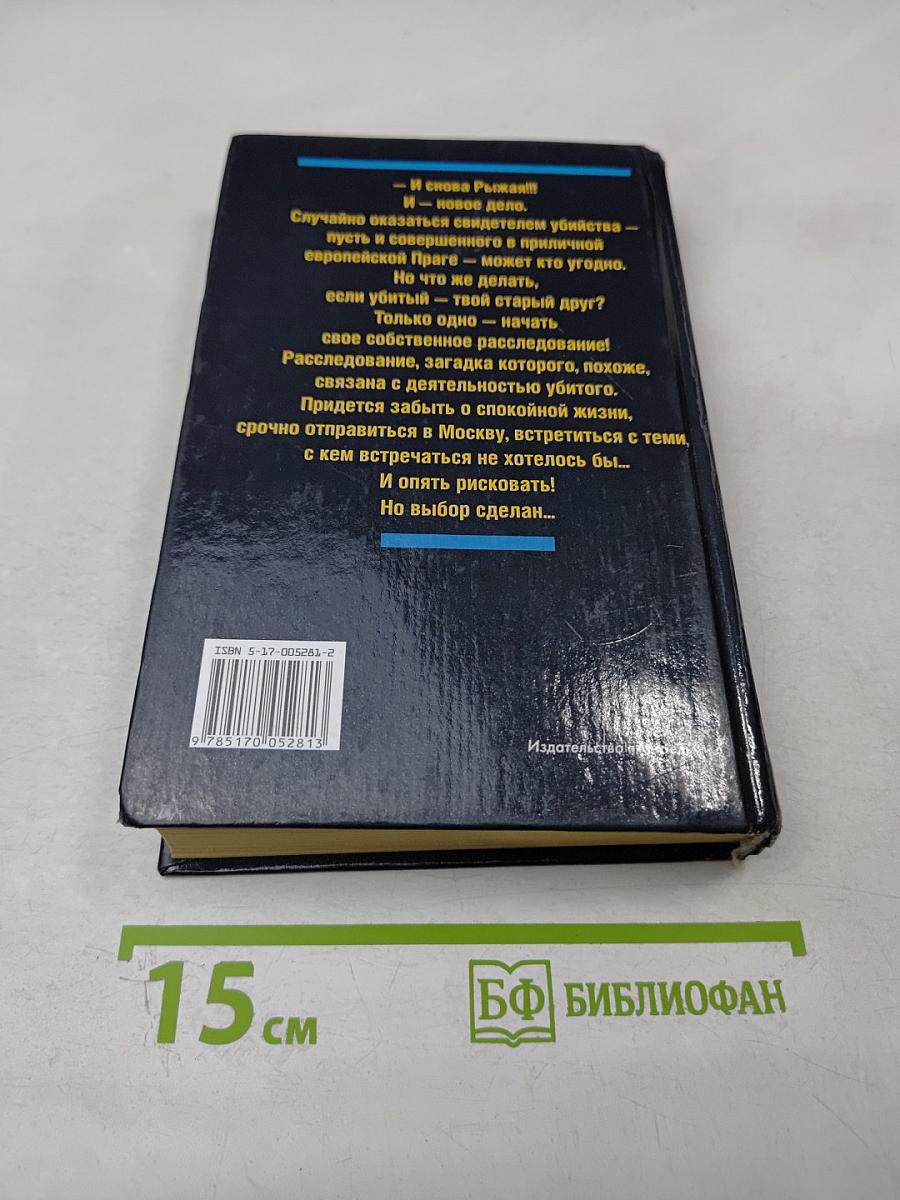 – И снова Рыжая!!!
И – новое дело.
Случайно оказаться свидетелем убийства –
пусть и совершенного в приличной
европейской Праге – может кто угодно.
Но что же делать,
если убитый – твой старый друг?
Только одно – начать
свое собственное расследование!
Расследование, загадка которого, похоже,
связана с деятельностью убитого.
Придется забыть о спокойной жизни,
срочно отправиться в Москву, встретиться с теми,
с кем встречаться не хотелось бы...
И опять рисковать!
Но выбор сделан...
ISBN 5-17-005281-2
9 785170 052813
Издательство
15 см
БФ БИБЛИОФАН